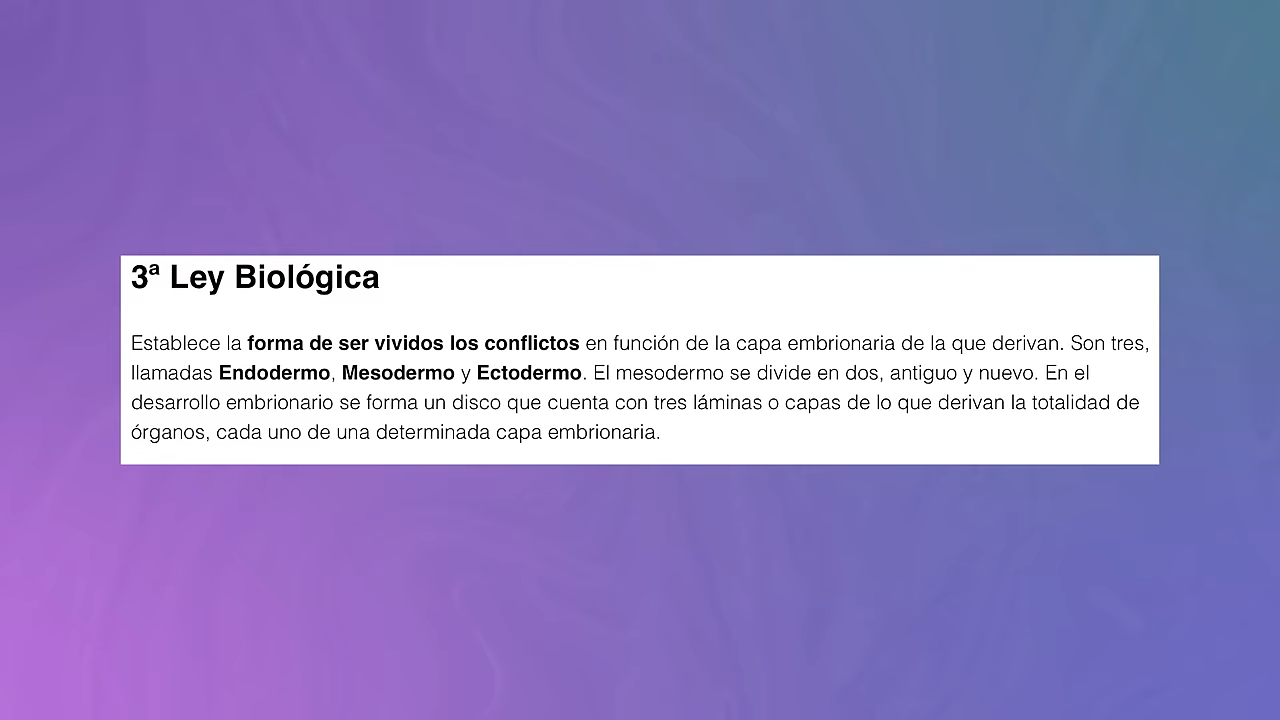 3ª Ley Biológica
Establece la forma de ser vividos los conflictos en función de la capa embrionaria de la que derivan. Son tres,
llamadas Endodermo, Mesodermo y Ectodermo. El mesodermo se divide en dos, antiguo y nuevo. En el
desarrollo embrionario se forma un disco que cuenta con tres láminas o capas de lo que derivan la totalidad de
órganos, cada uno de una determinada capa embrionaria.